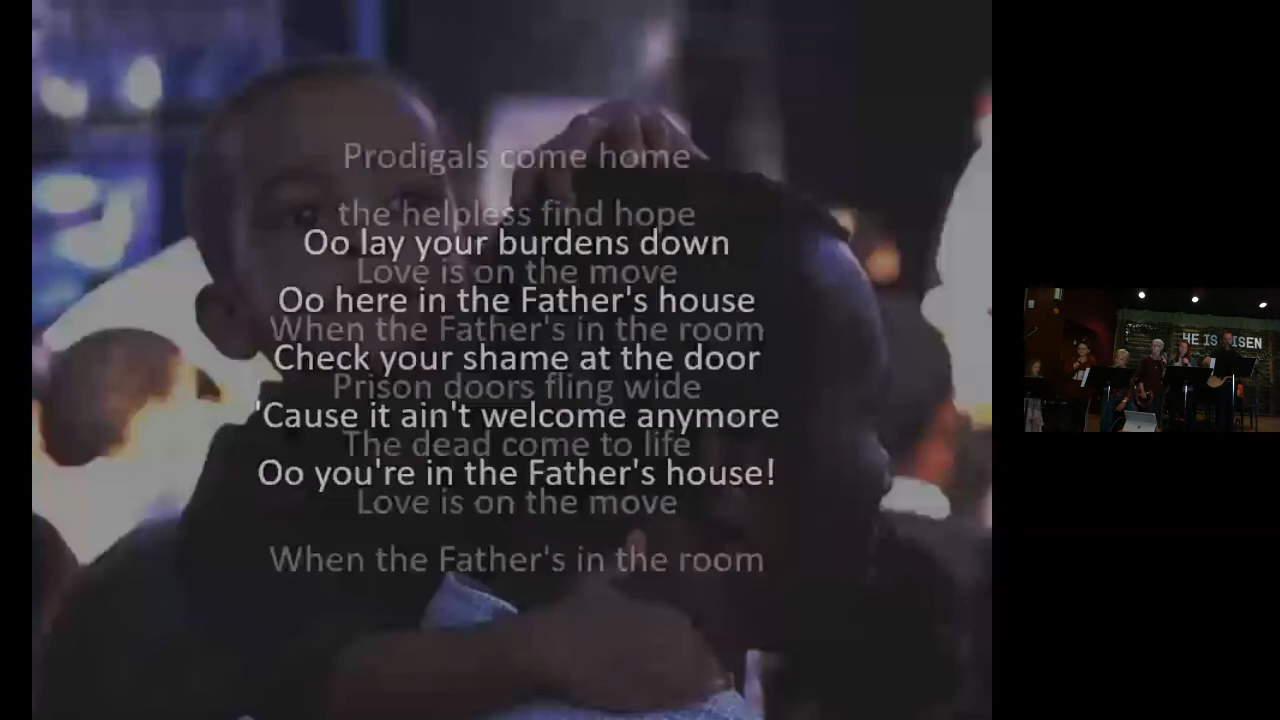 Prodigals come home
the helpless find hope
Oo lay your burdens down
Love is on the move
Oo here in the Father's house
When the Father's in the room
Check your shame at the door
Prison doors fling wide
'Cause it ain't welcome anymore
The dead come to life
Oo you're in the Father's house!
Love is on the move
When the Father's in the room
HE IS RISEN